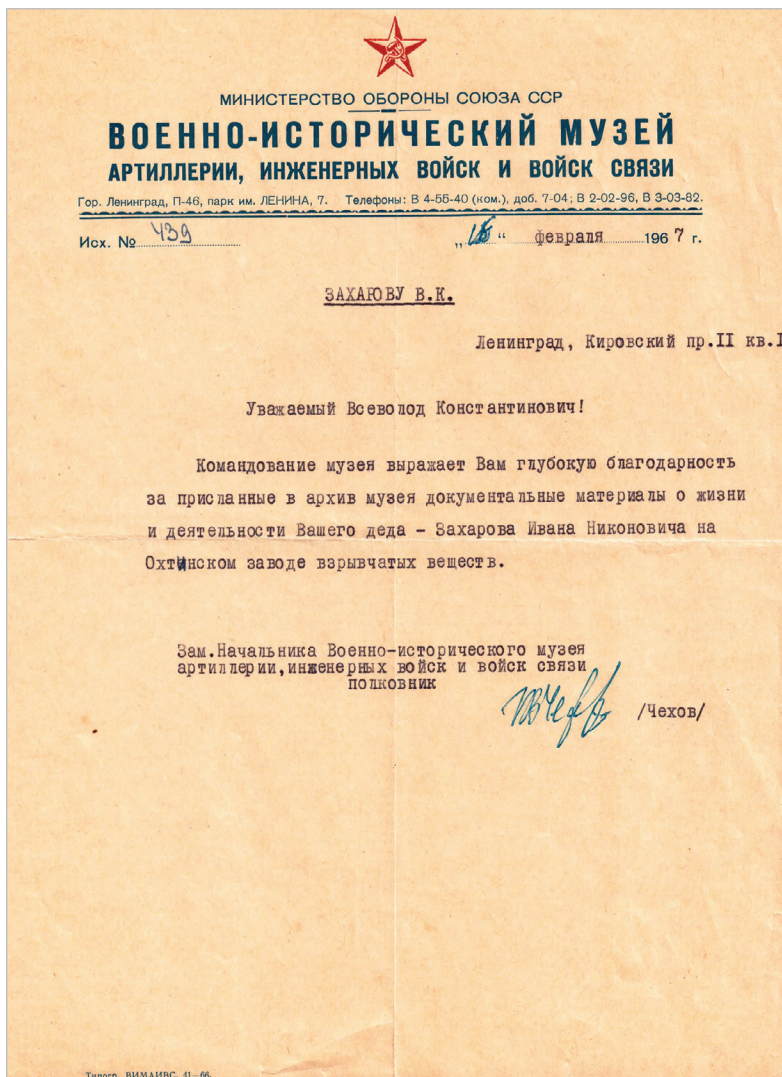 МИНИСТЕРСТВО ОБОРОНЫ СОЮЗА ССР
ВОЕННО-ИСТОРИЧЕСКИЙ МУЗЕЙ
АРТИЛЛЕРИИ, ИНЖЕНЕРНЫХ ВОЙСК И ВОЙСК СВЯЗИ
Гор. Ленинград, П-46, парк им. ЛЕНИНА, 7. Телефоны: В 4-55-40 (ком.), доб. 7-04; В 2-02-96, В 3-03-82.
Исх. № 439 „ “ февраля 1967 г.
ЗАХАЮВУ В.К.
Ленинград, Кировский пр.II кв.I
Уважаемый Всеволод Константинович!
Командование музея выражает Вам глубокую благодарность
за присланные в архив музея документальные материалы о жизни
и деятельности Вашего деда – Захарова Ивана Никоновича на
Охтинском заводе взрывчатых веществ.
Зам.Начальника Военно-исторического музея
артиллерии,инженерных войск и войск связи
полковник
/Чехов/
Типогр. ВИМАИВС. 41—66.